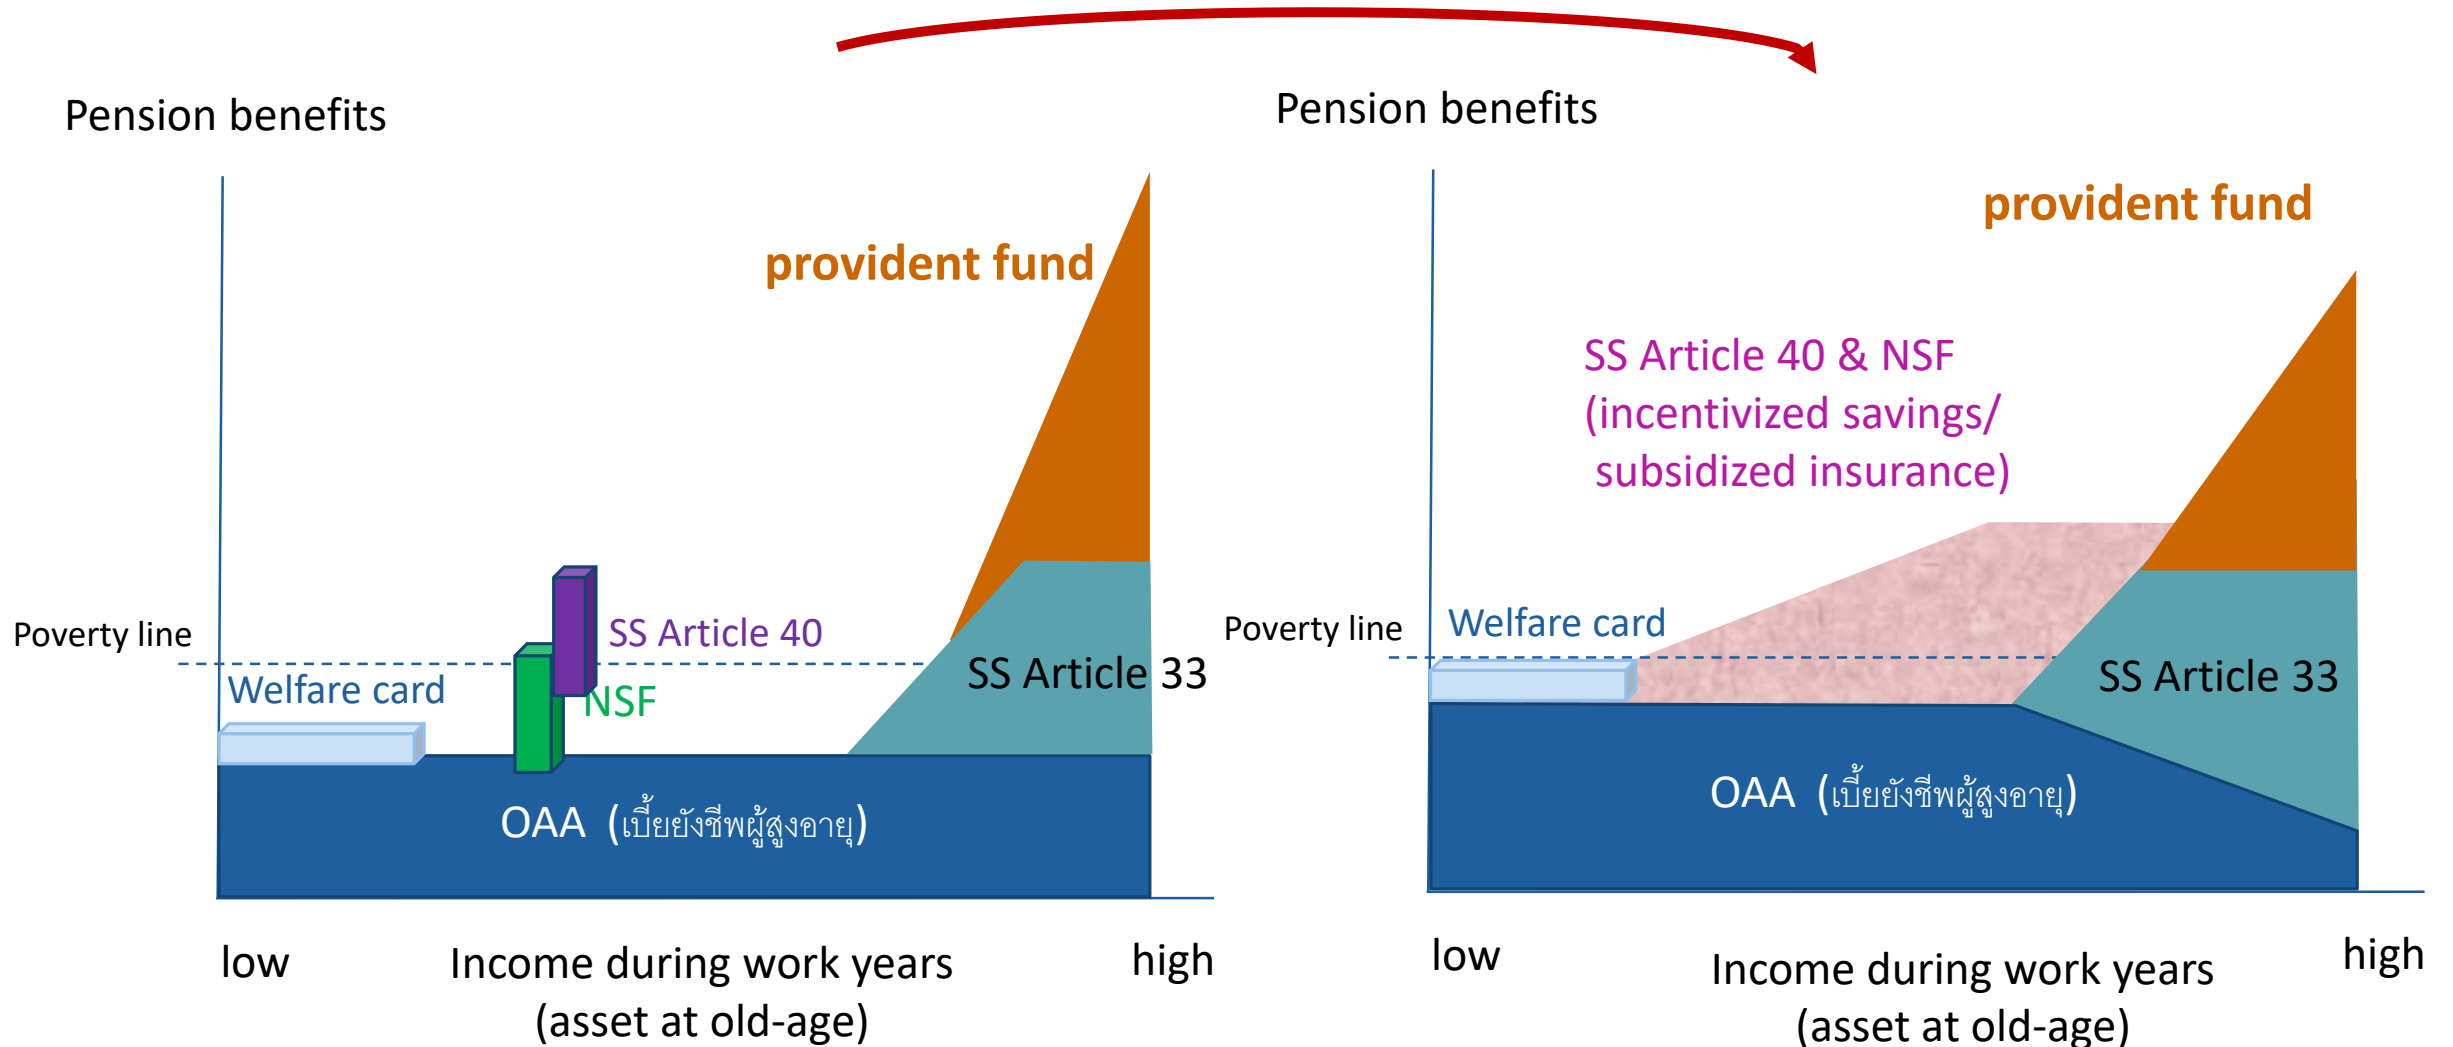 Pension benefits
provident fund
Poverty line
SS Article 40
Welfare card
NSF
SS Article 33
OAA (เบี้ยยังชีพผู้สูงอายุ)
low
Income during work years
(asset at old-age)
high
Pension benefits
provident fund
SS Article 40 & NSF
(incentivized savings/
subsidized insurance)
Poverty line
Welfare card
SS Article 33
OAA (เบี้ยยังชีพผู้สูงอายุ)
low
Income during work years
(asset at old-age)
high